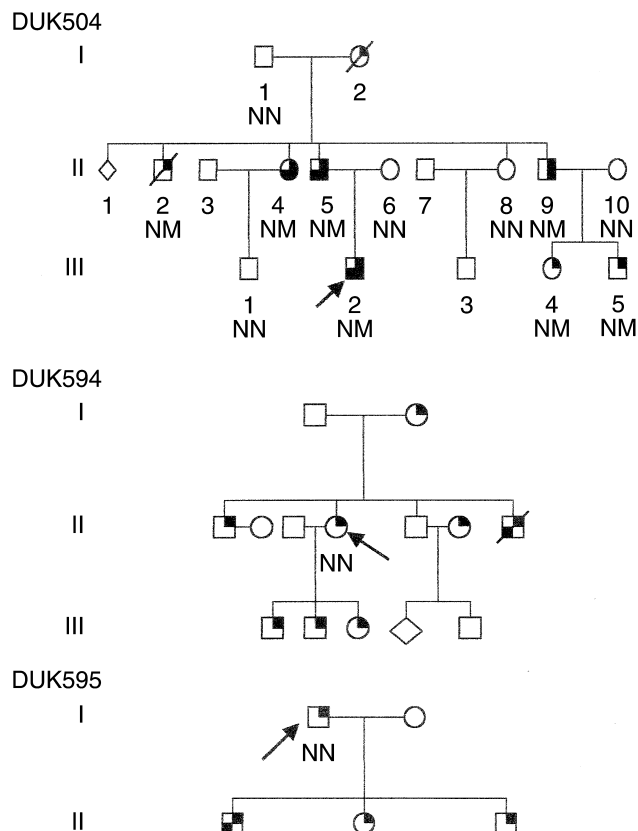 DUK504
I
1 2
NN
II
1 2 3 4 5 6 7 8 9 10
NM NM NM NN NN NM NN
III
1 2 3 4 5
NN NM NM NM
DUK594
I
II
NN
III
DUK595
I
NN
II